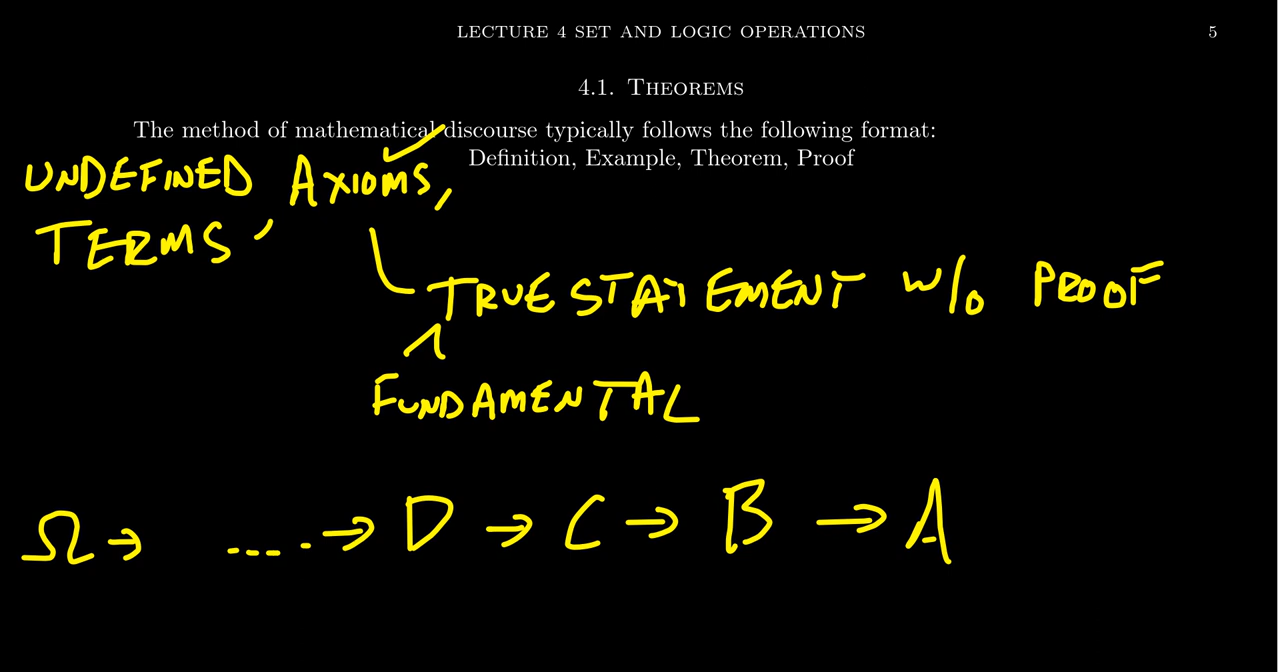 LECTURE 4 SET AND LOGIC OPERATIONS 5
4.1. THEOREMS
The method of mathematical discourse typically follows the following format:
Definition, Example, Theorem, Proof
UNDEFINED AXIOMS,
TERMS,
TRUE STATEMENT W/O PROOF
FUNDAMENTAL
Ω → ....→ D → C → B → A